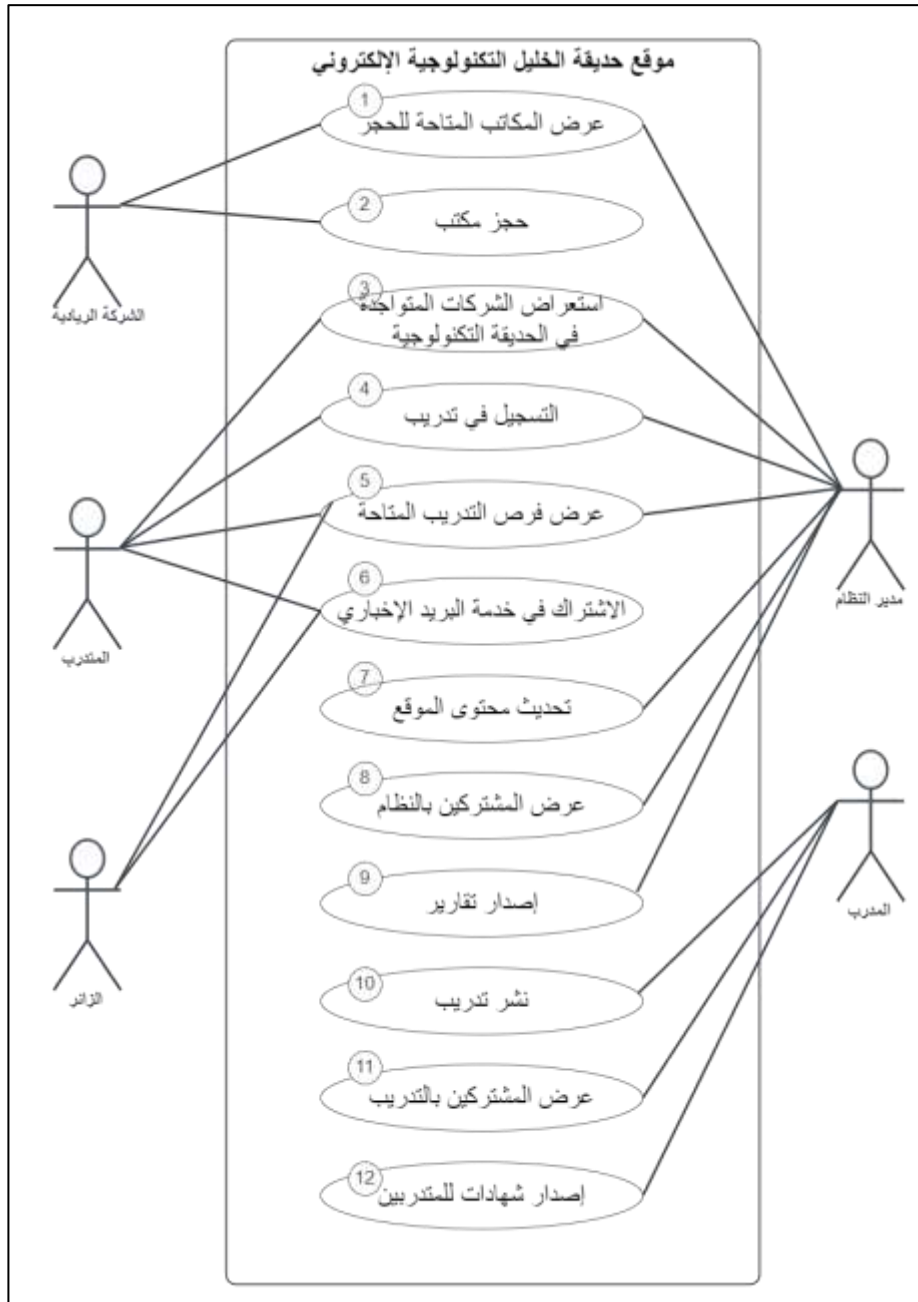 موقع حديقة الخليل التكنولوجية الإلكتروني
1
عرض المكاتب المتاحة للحجز
2
حجز مكتب
الشركة الريادية
3
استعراض الشركات المتواجدة
في الحديقة التكنولوجية
4
التسجيل في تدريب
5
عرض فرص التدريب المتاحة
6
الاشتراك في خدمة البريد الإخباري
مدير النظام
المتدرب
7
تحديث محتوى الموقع
8
عرض المشتركين بالنظام
9
إصدار تقارير
المدرب
10
نشر تدريب
الزائر
11
عرض المشتركين بالتدريب
12
إصدار شهادات للمتدربين